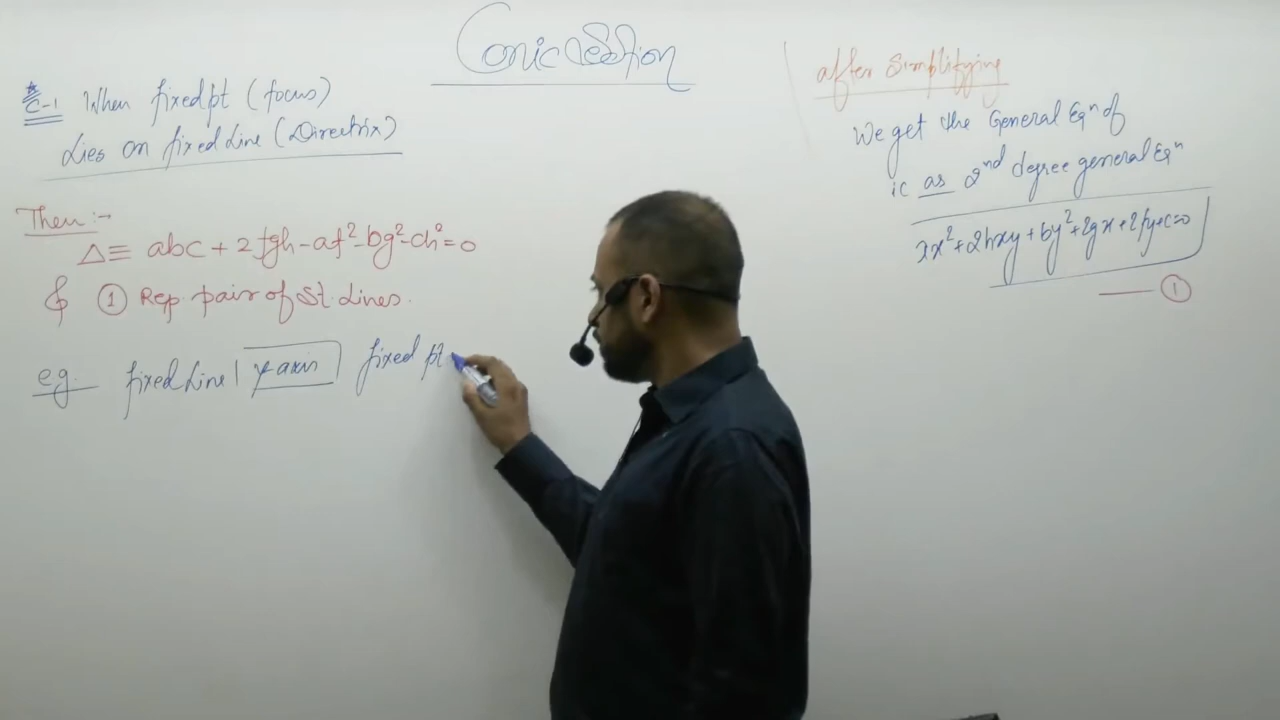 Conic Section
C-1 When fixed pt (focus)
Lies on fixed Line (Directrix)
Then :-
Δ ≡ abc + 2fgh - af² - bg² - ch² = 0
& ① Rep. pair of St. Lines.
eg. fixed Line | y-axis | fixed pt
after Simplifying
We get the General Eqⁿ of
as 2nd degree general Eqⁿ
ax² + 2hxy + by² + 2gx + 2fy + c = 0
①